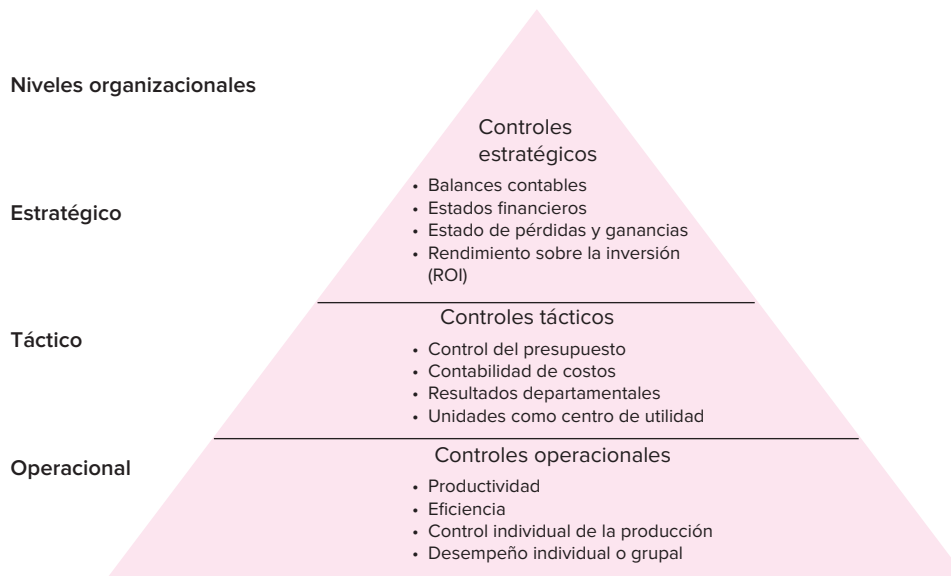 Niveles organizacionales
Controles
estratégicos
• Balances contables
Estratégico
• Estados financieros
• Estado de pérdidas y ganancias
• Rendimiento sobre la inversión
(ROI)
Controles tácticos
Táctico
• Control del presupuesto
• Contabilidad de costos
• Resultados departamentales
• Unidades como centro de utilidad
Controles operacionales
Operacional
• Productividad
• Eficiencia
• Control individual de la producción
• Desempeño individual o grupal